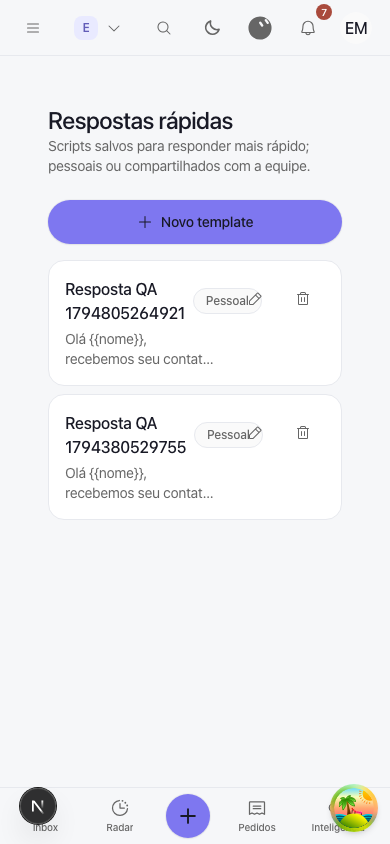 E
7
EM
Respostas rápidas
Scripts salvos para responder mais rápido;
pessoais ou compartilhados com a equipe.
Novo template
Resposta QA
1794805264921
Pessoal
Olá {{nome}},
recebemos seu contat...
Resposta QA
1794380529755
Pessoal
Olá {{nome}},
recebemos seu contat...
N
Inbox
Radar
Pedidos